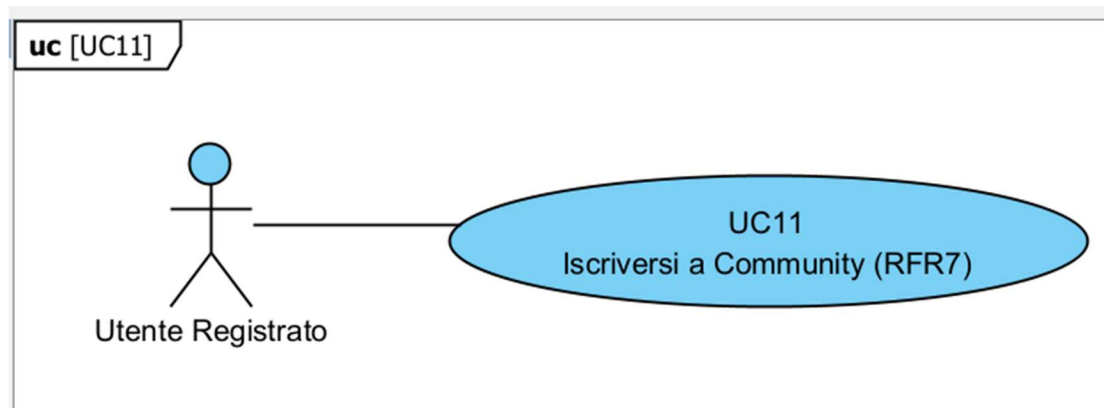 uc [UC11]
UC11
Iscriversi a Community (RFR7)
Utente Registrato